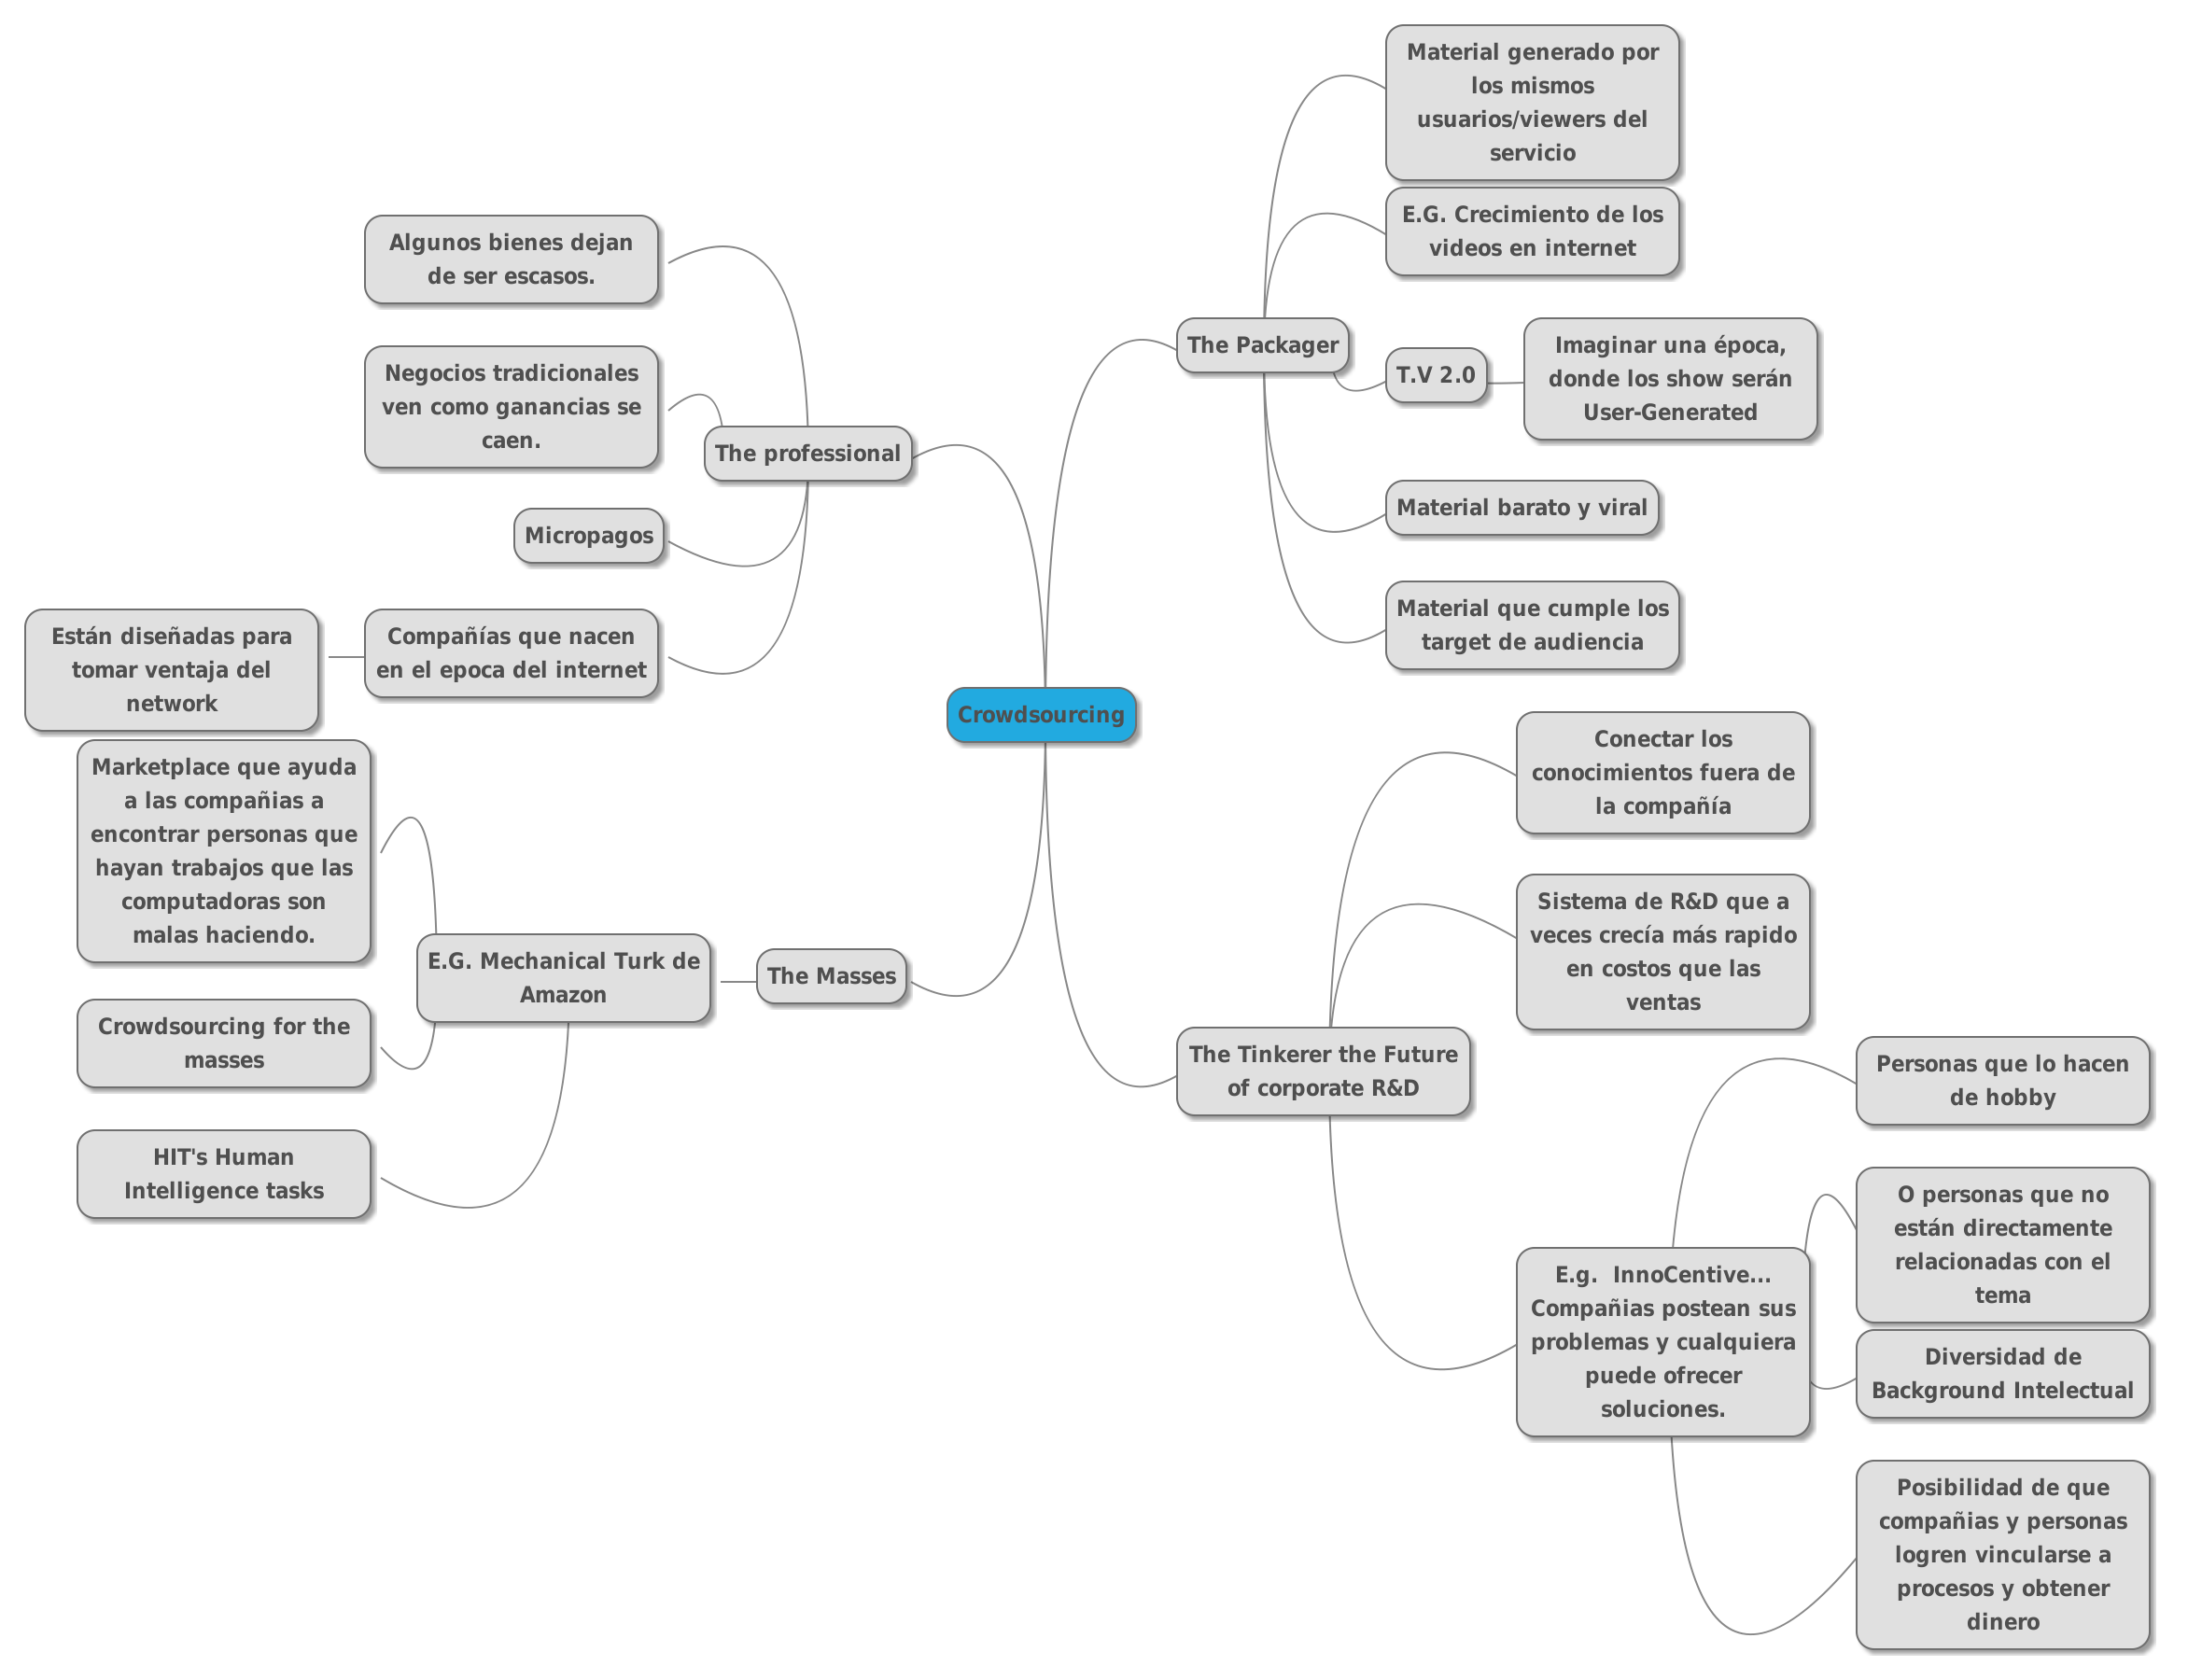 Crowdsourcing
The Packager
Material generado por
los mismos
usuarios/viewers del
servicio
E.G. Crecimiento de los
videos en internet
T.V 2.0
Imaginar una época,
donde los show serán
User-Generated
Material barato y viral
Material que cumple los
target de audiencia
The Tinkerer the Future
of corporate R&D
Conectar los
conocimientos fuera de
la compañía
Sistema de R&D que a
veces crecía más rapido
en costos que las
ventas
E.g.  InnoCentive...
Compañias postean sus
problemas y cualquiera
puede ofrecer
soluciones.
Personas que lo hacen
de hobby
O personas que no
están directamente
relacionadas con el
tema
Diversidad de
Background Intelectual
Posibilidad de que
compañias y personas
logren vincularse a
procesos y obtener
dinero
The professional
Algunos bienes dejan
de ser escasos.
Negocios tradicionales
ven como ganancias se
caen.
Micropagos
Compañías que nacen
en el epoca del internet
Están diseñadas para
tomar ventaja del
network
The Masses
E.G. Mechanical Turk de
Amazon
Marketplace que ayuda
a las compañias a
encontrar personas que
hayan trabajos que las
computadoras son
malas haciendo.
Crowdsourcing for the
masses
HIT's Human
Intelligence tasks